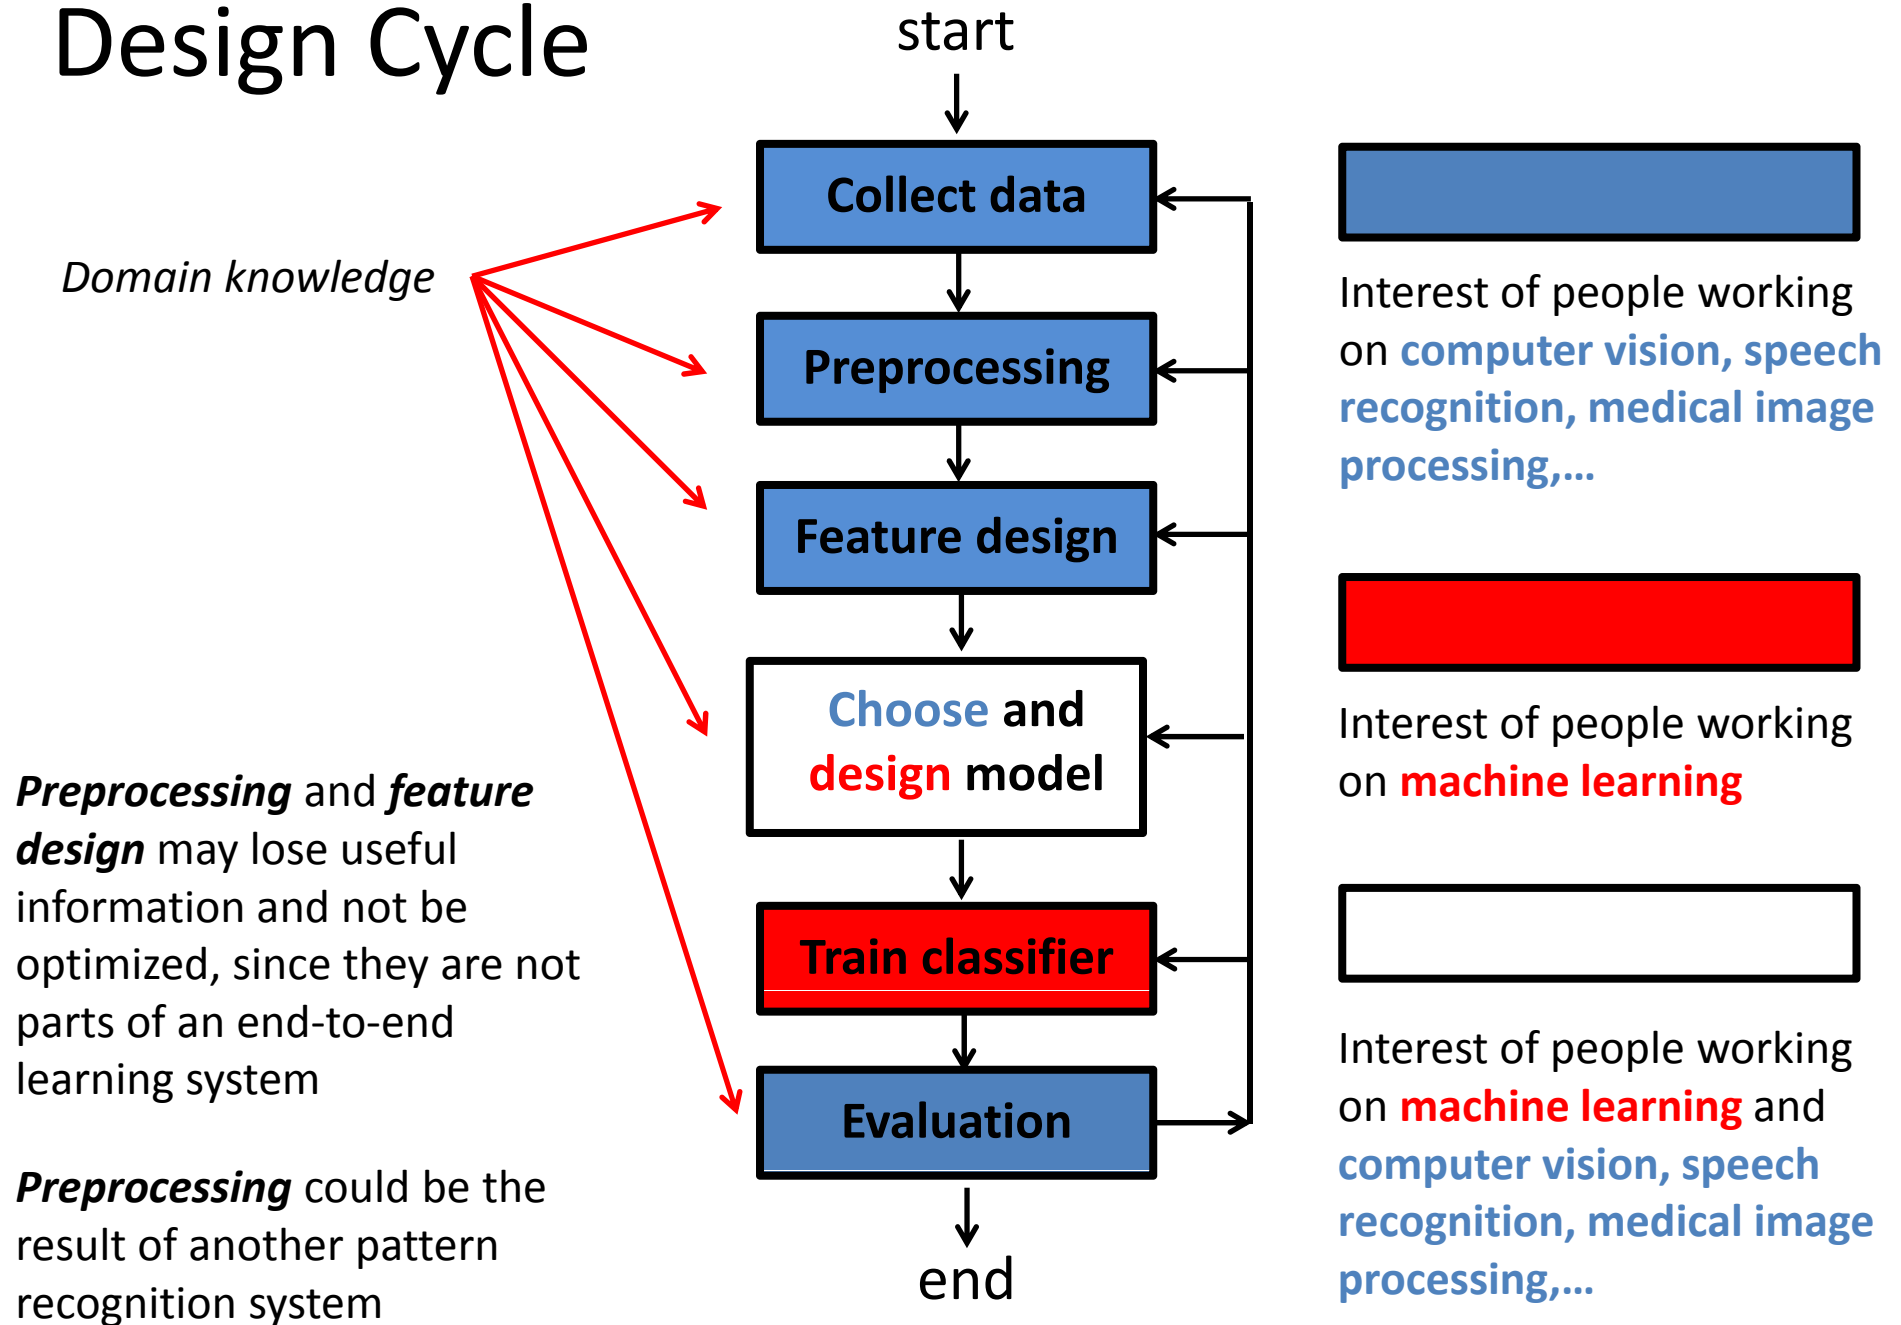 Design Cycle
start
Collect data
Domain knowledge
Preprocessing
Feature design
Choose and
design model
Train classifier
Evaluation
end
Preprocessing and feature
design may lose useful
information and not be
optimized, since they are not
parts of an end-to-end
learning system
Preprocessing could be the
result of another pattern
recognition system
Interest of people working
on computer vision, speech
recognition, medical image
processing,…
Interest of people working
on machine learning
Interest of people working
on machine learning and
computer vision, speech
recognition, medical image
processing,…